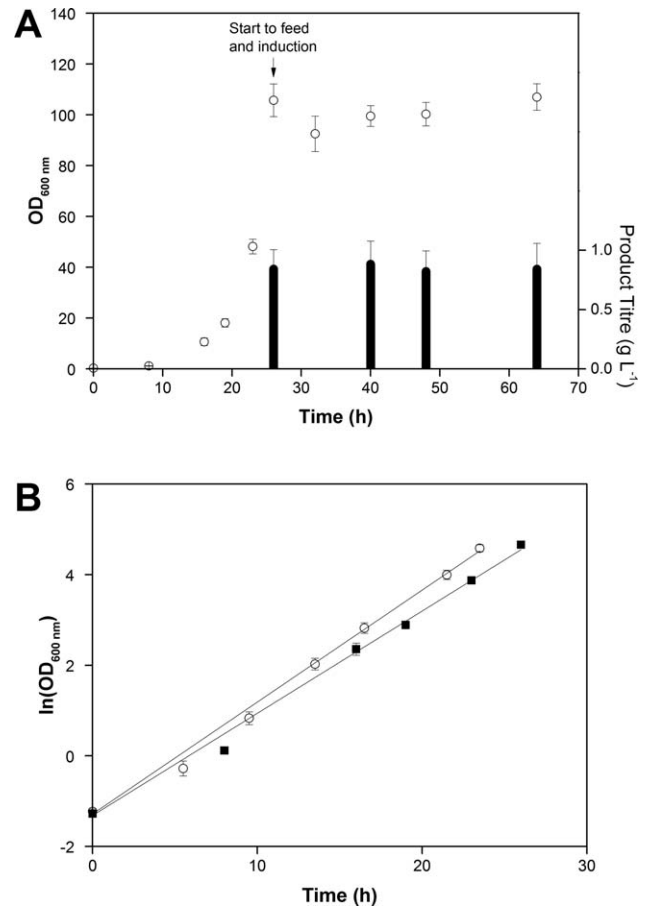 A
Start to feed
and induction
140
120
100
80
60
40
20
0
OD600 nm
1.0
0.5
0.0
Product Titre (g L-1)
0 10 20 30 40 50 60 70
Time (h)
B
6
4
2
0
-2
ln(OD600 nm)
0 10 20 30
Time (h)